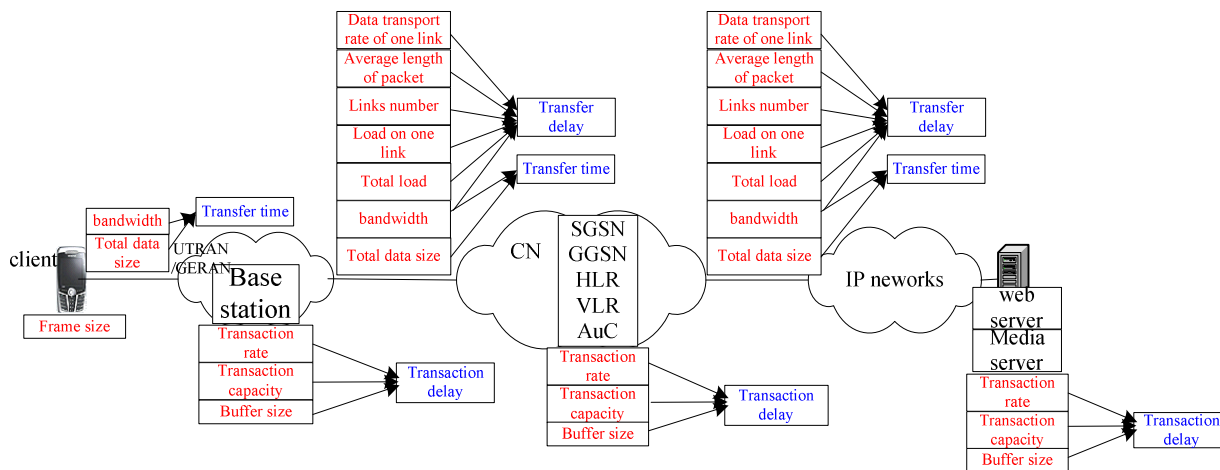 Data transport
rate of one link
Average length
of packet
Links number
Load on one
link
Total load
bandwidth
Total data size
Transfer
delay
Transfer time
Data transport
rate of one link
Average length
of packet
Links number
Load on one
link
Total load
bandwidth
Total data size
Transfer
delay
Transfer time
bandwidth
Total data
size
Transfer time
client
Frame size
UTRAN
/GERAN
Base
station
Transaction
rate
Transaction
capacity
Buffer size
Transaction
delay
CN
SGSN
GGSN
HLR
VLR
AuC
Transaction
rate
Transaction
capacity
Buffer size
Transaction
delay
IP neworks
web
server
Media
server
Transaction
rate
Transaction
capacity
Buffer size
Transaction
delay